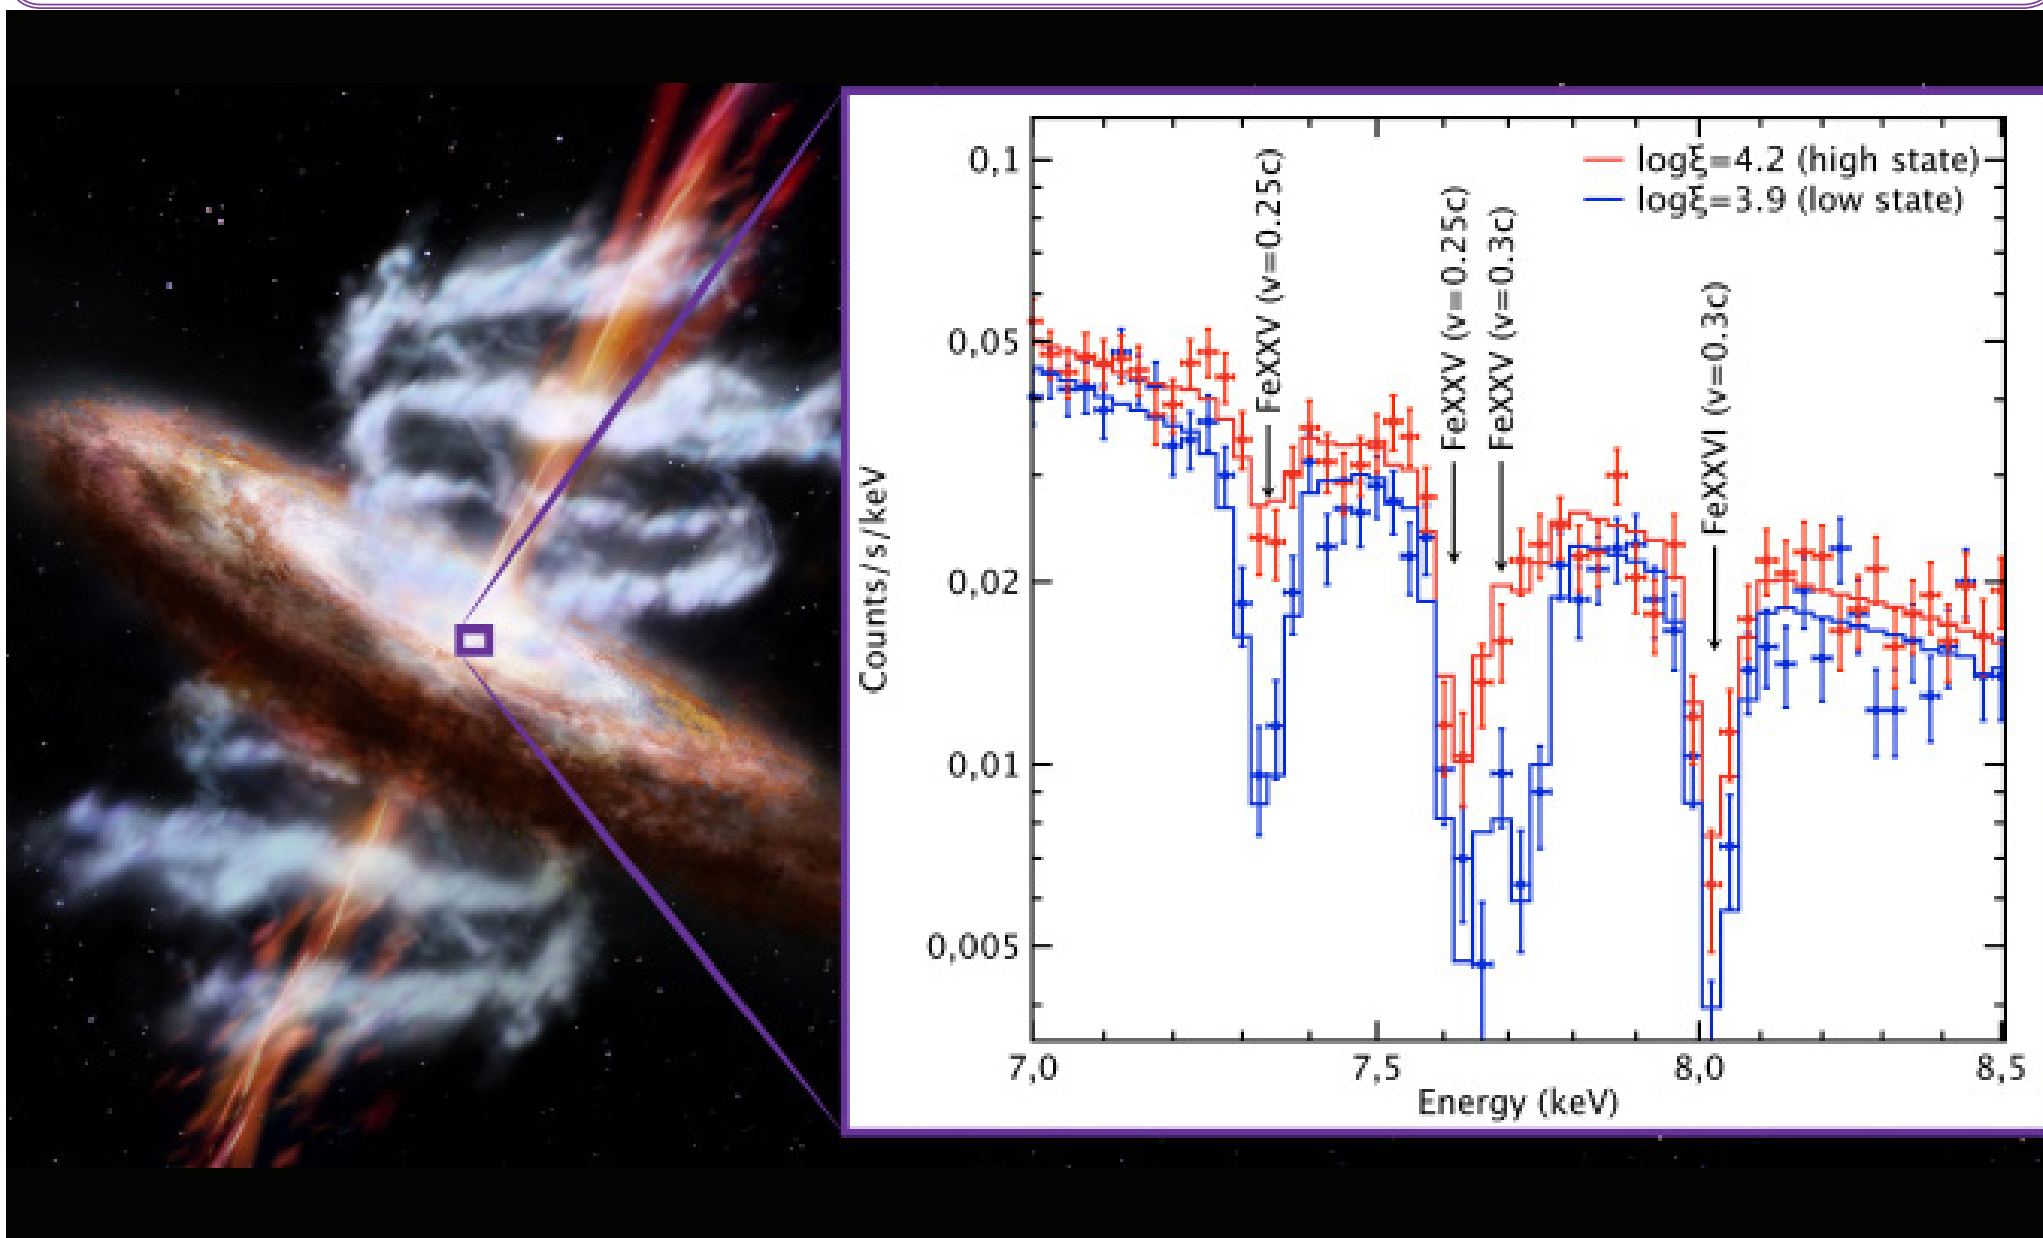 logξ=4.2 (high state)
logξ=3.9 (low state)
FeXXV (v=0.25c)
FeXXV (v=0.25c)
FeXXV (v=0.3c)
FeXXVI (v=0.3c)
0,1
0,05
0,02
0,01
0,005
Counts/s/keV
7,0
7,5
8,0
8,5
Energy (keV)